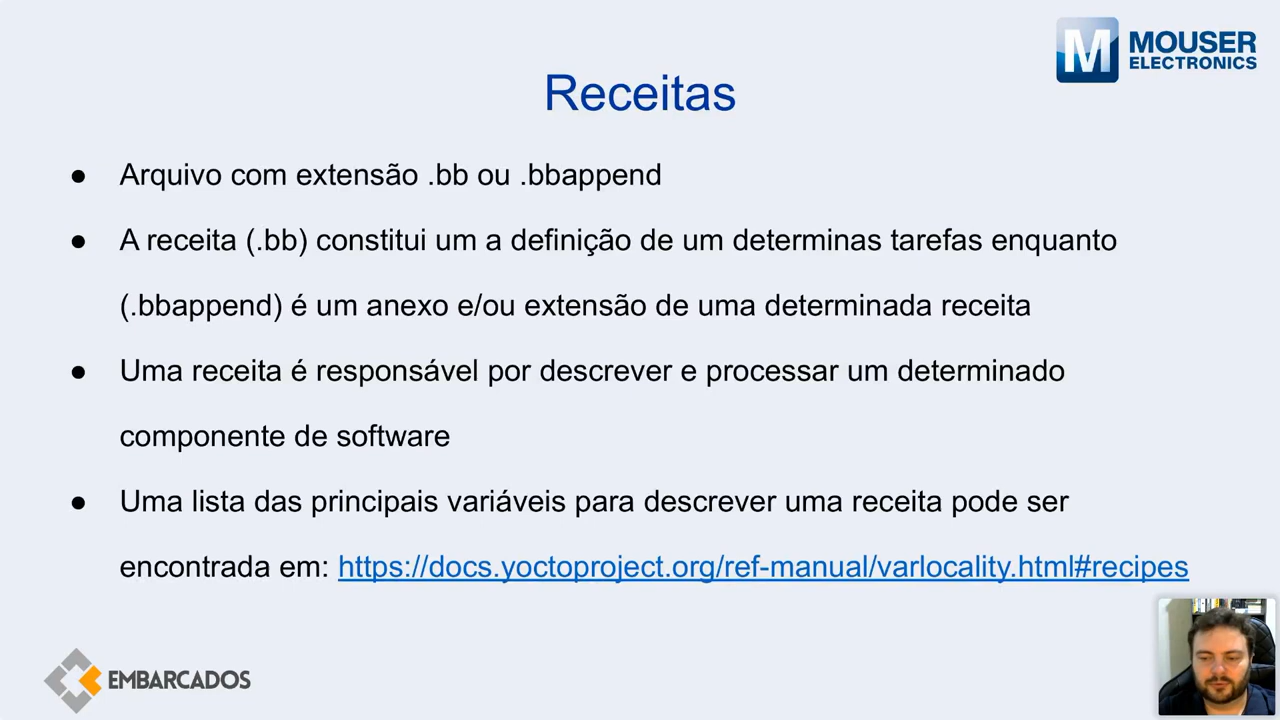 MOUSER
ELECTRONICS
Receitas
● Arquivo com extensão .bb ou .bbappend
● A receita (.bb) constitui um a definição de um determinas tarefas enquanto
(.bbappend) é um anexo e/ou extensão de uma determinada receita
● Uma receita é responsável por descrever e processar um determinado
componente de software
● Uma lista das principais variáveis para descrever uma receita pode ser
encontrada em: https://docs.yoctoproject.org/ref-manual/varlocality.html#recipes
EMBARCADOS